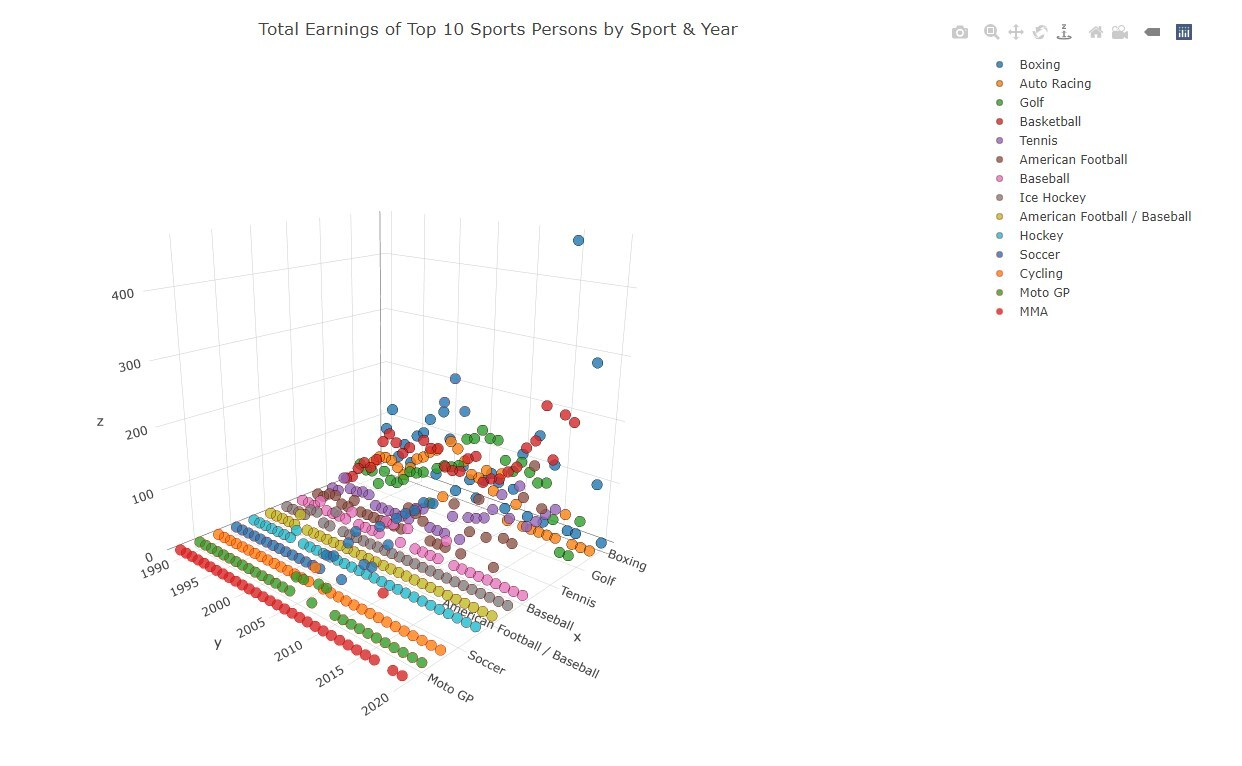 Total Earnings of Top 10 Sports Persons by Sport & Year
Boxing
Auto Racing
Golf
Basketball
Tennis
American Football
Baseball
Ice Hockey
American Football / Baseball
Hockey
Soccer
Cycling
Moto GP
MMA
400
300
200
100
0
z
1990
1995
2000
2005
2010
2015
2020
y
Boxing
Golf
Tennis
Baseball
American Football / Baseball
Soccer
Moto GP
x